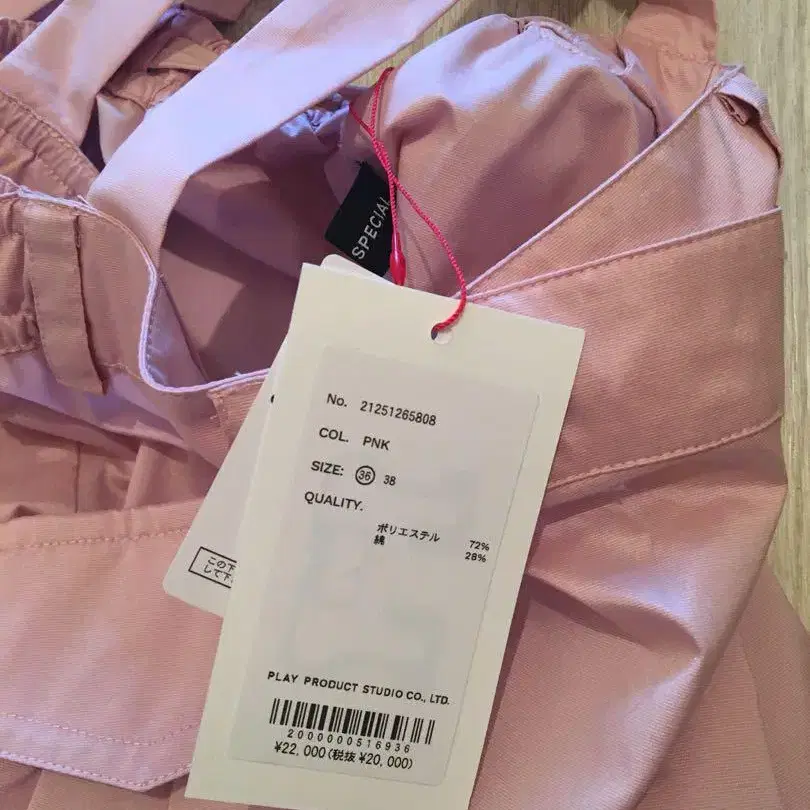 SPECIAL
No. 21251265808
COL. PNK
SIZE: 36 38
QUALITY.
ポリエステル 72%
綿 28%
この下
して下
PLAY PRODUCT STUDIO CO., LTD.
2000000516936
¥22,000(税抜 ¥20,000)